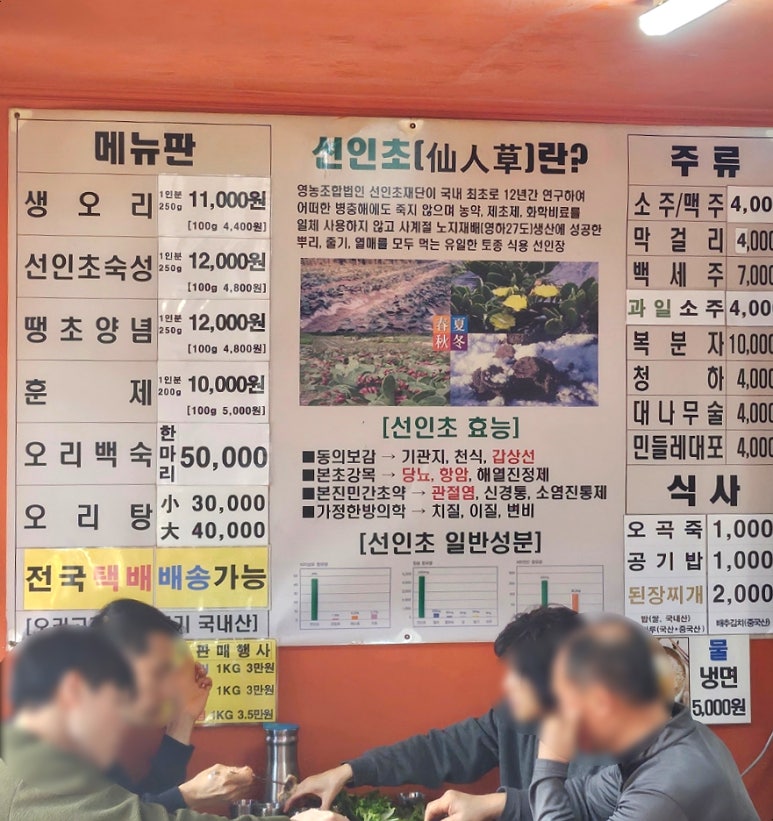 메뉴판
생오리 1인분 250g 11,000원
[100g 4,400원]
선인초숙성 1인분 250g 12,000원
[100g 4,800원]
땡초양념 1인분 250g 12,000원
[100g 4,800원]
훈제 1인분 200g 10,000원
[100g 5,000원]
오리백숙 한마리 50,000
오리탕 小 30,000
大 40,000
전국택배 배송가능
국내산]
판매행사
1KG 3만원
1KG 3만원
1KG 3.5만원
선인초(仙人草)란?
영농조합법인 선인초재단이 국내 최초로 12년간 연구하여
어떠한 병충해에도 죽지 않으며 농약, 제초제, 화학비료를
일체 사용하지 않고 사계절 노지재배(영하27도)생산에 성공한
뿌리, 줄기, 열매를 모두 먹는 유일한 토종 식용 선인장
春 夏
秋 冬
[선인초 효능]
■동의보감 → 기관지, 천식, 갑상선
■본초강목 → 당뇨, 항암, 해열진정제
■본진민간초약 → 관절염, 신경통, 소염진통제
■가정한방의학 → 치질, 이질, 변비
[선인초 일반성분]
주류
소주/맥주 4,00
막걸리 4,000
백세주 7,000
과일소주 4,00
복분자 10,000
청하 4,000
대나무술 4,000
민들레대포 4,000
식사
오곡죽 1,000
공기밥 1,000
된장찌개 2,000
밥(쌀, 국내산) 배추김치(중국산)
(국산+중국산)
물
냉면
5,000원